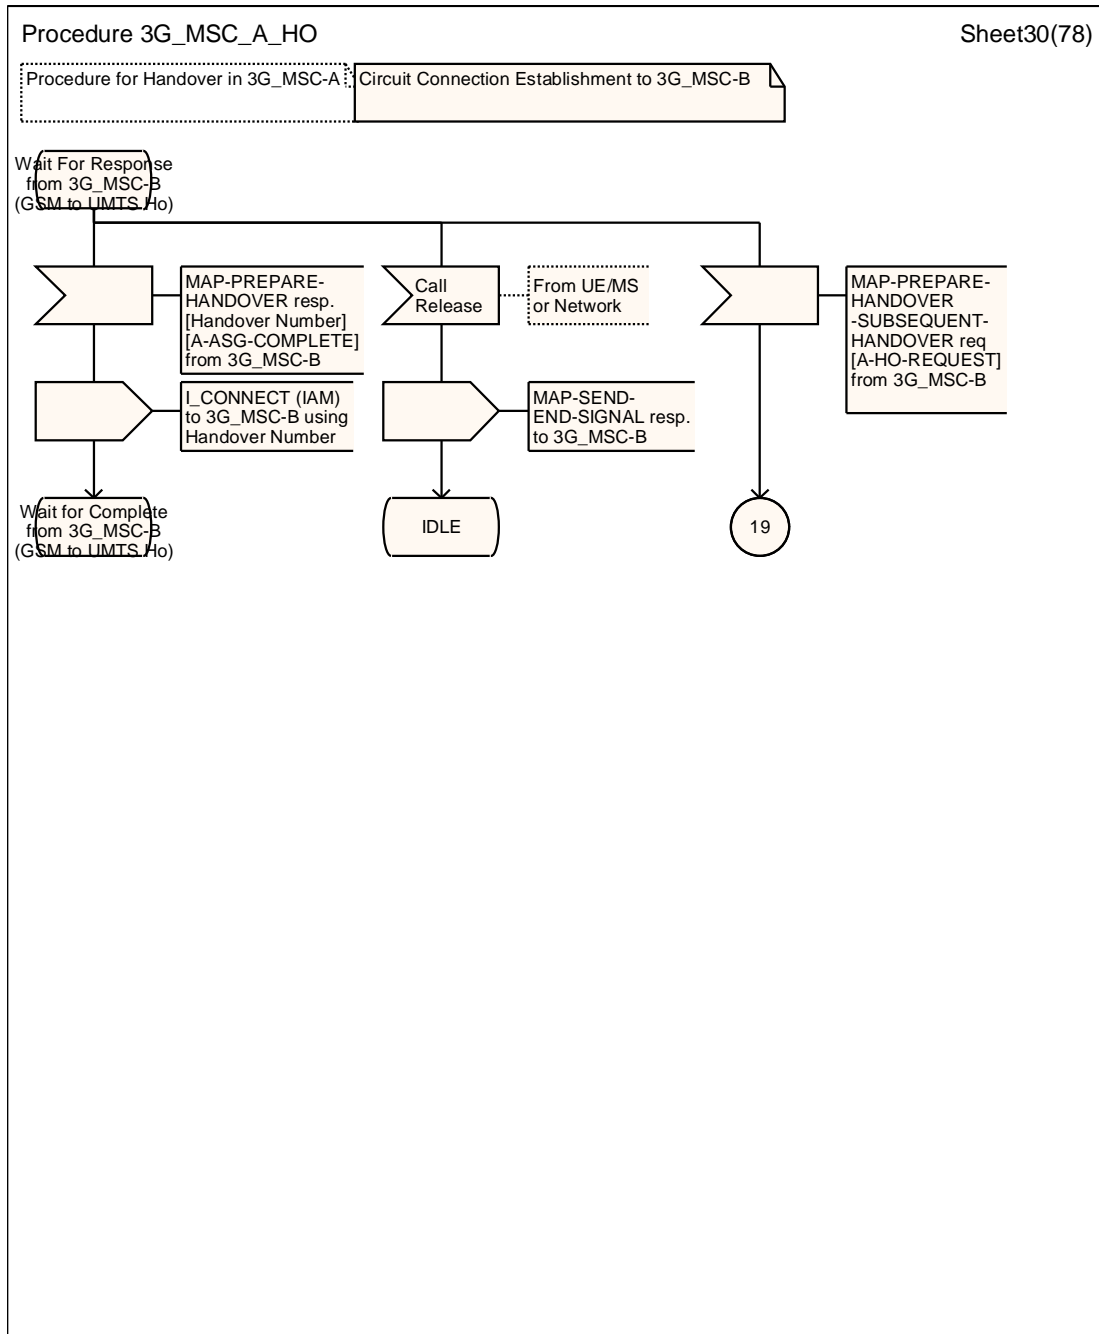 Procedure 3G_MSC_A_HO
Sheet30(78)
Procedure for Handover in 3G_MSC-A
Circuit Connection Establishment to 3G_MSC-B
Wait For Response
from 3G_MSC-B
(GSM to UMTS Ho)
MAP-PREPARE-
HANDOVER resp.
[Handover Number]
[A-ASG-COMPLETE]
from 3G_MSC-B
Call
Release
From UE/MS
or Network
MAP-PREPARE-
HANDOVER
-SUBSEQUENT-
HANDOVER req
[A-HO-REQUEST]
from 3G_MSC-B
I_CONNECT (IAM)
to 3G_MSC-B using
Handover Number
MAP-SEND-
END-SIGNAL resp.
to 3G_MSC-B
Wait for Complete
from 3G_MSC-B
(GSM to UMTS Ho)
IDLE
19